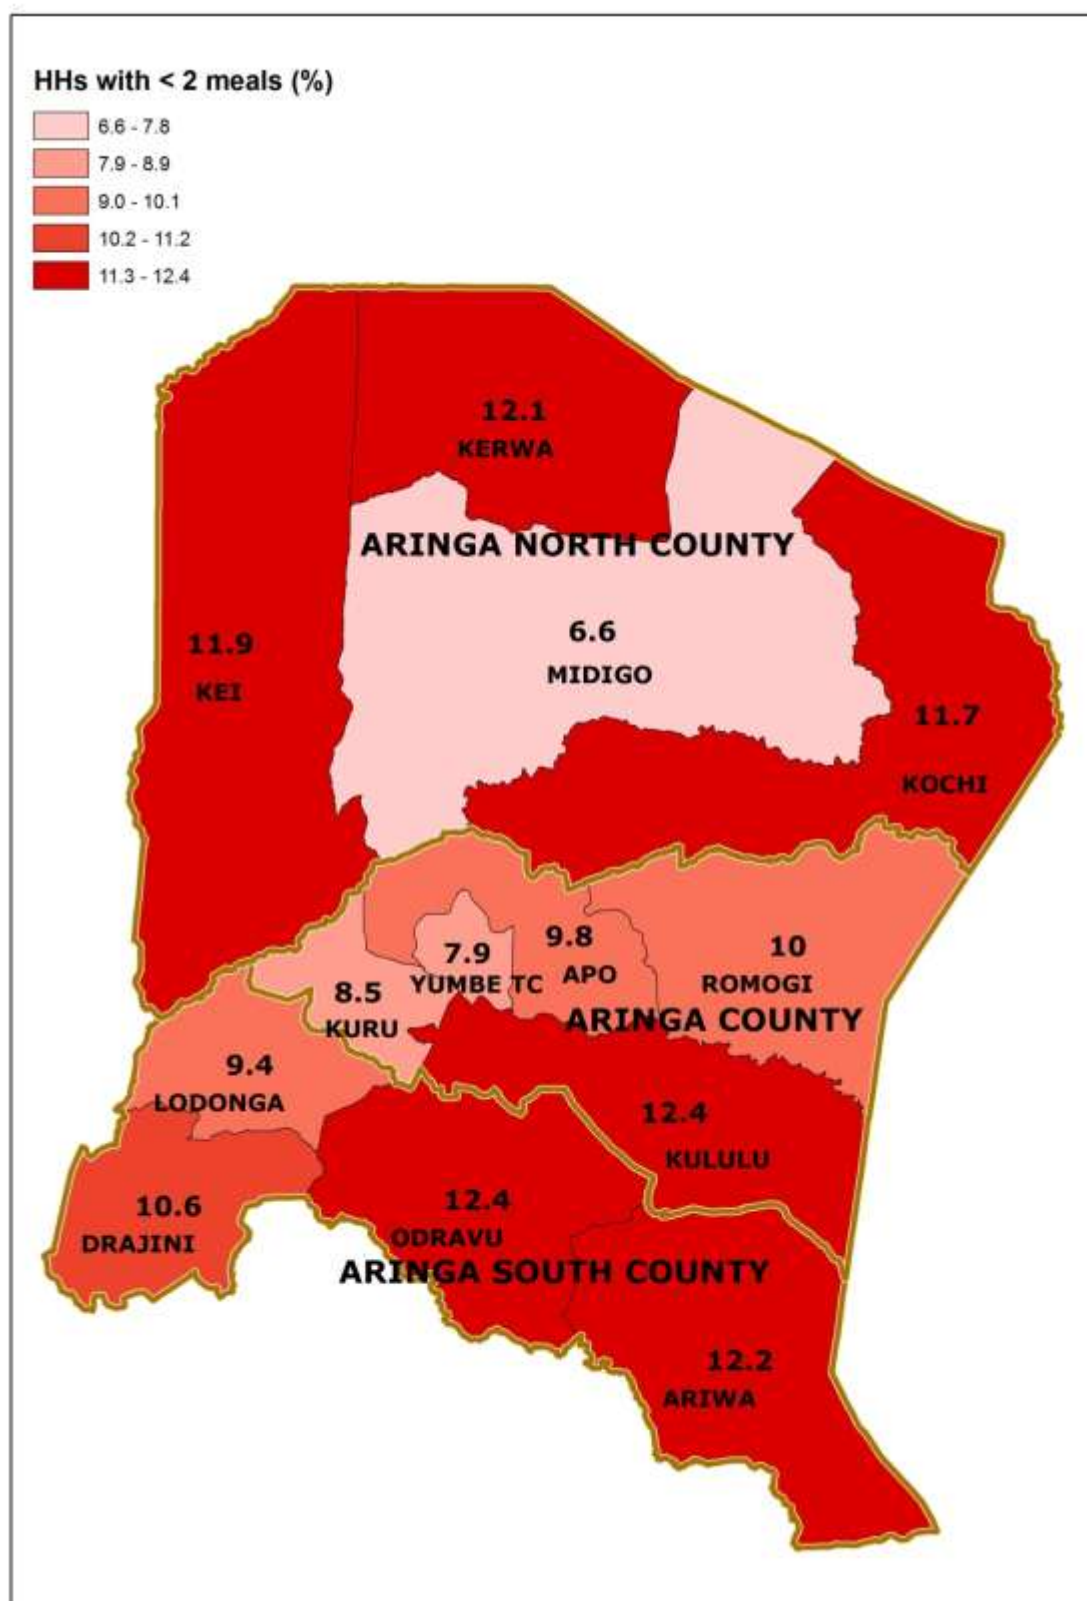 HHs with < 2 meals (%)
6.6 - 7.8
7.9 - 8.9
9.0 - 10.1
10.2 - 11.2
11.3 - 12.4
12.1
KERWA
ARINGA NORTH COUNTY
6.6
MIDIGO
11.9
KEI
11.7
KOCHI
7.9
YUMBE TC
9.8
APO
10
ROMOGI
8.5
KURU
ARINGA COUNTY
9.4
LODONGA
12.4
KULULU
10.6
DRAJINI
12.4
ODRAVU
ARINGA SOUTH COUNTY
12.2
ARIWA